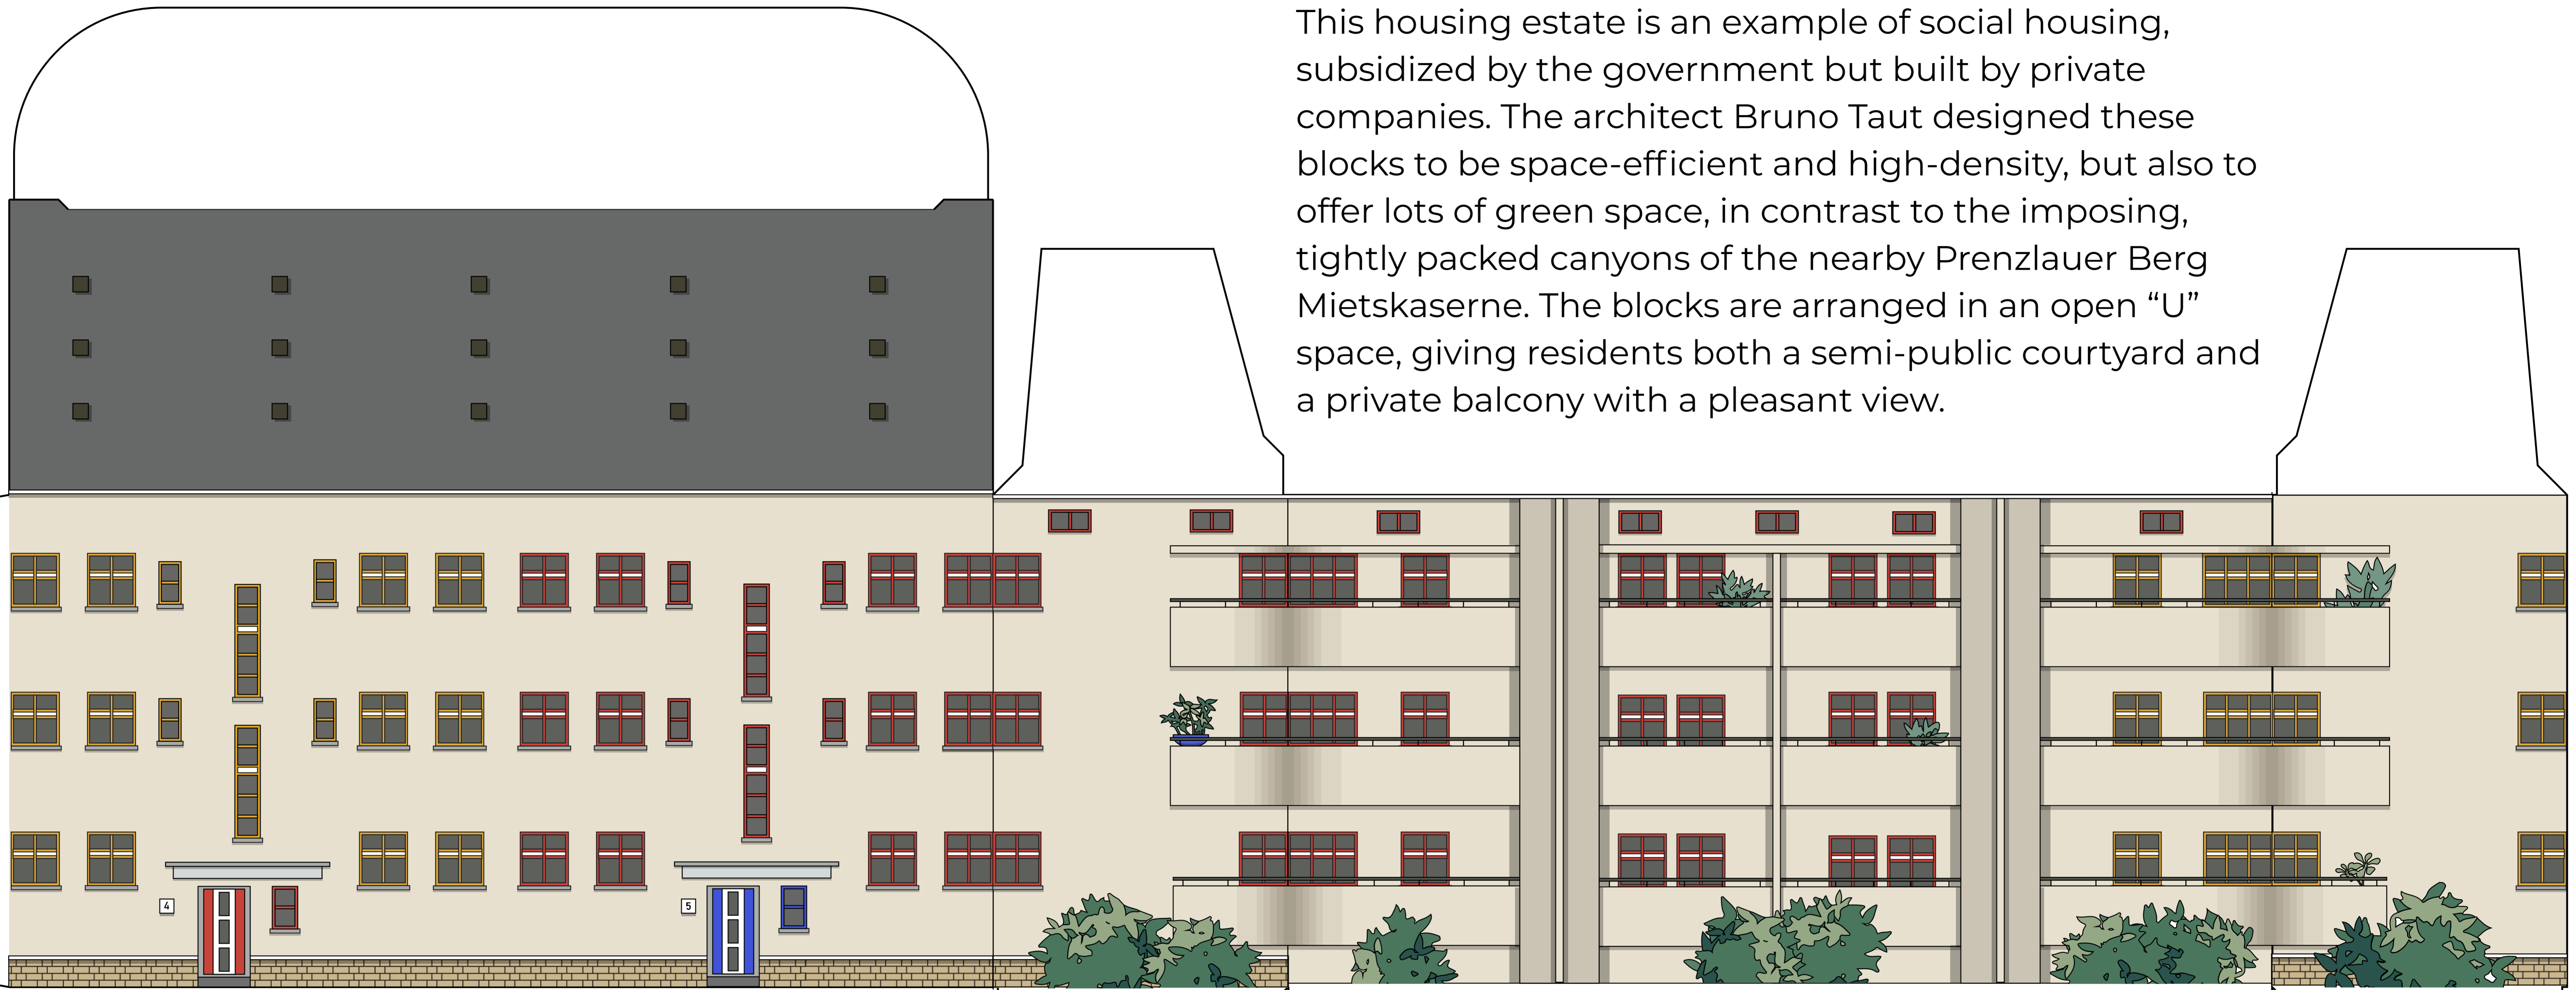 This housing estate is an example of social housing,
subsidized by the government but built by private
companies. The architect Bruno Taut designed these
blocks to be space-efficient and high-density, but also to
offer lots of green space, in contrast to the imposing,
tightly packed canyons of the nearby Prenzlauer Berg
Mietskaserne. The blocks are arranged in an open “U”
space, giving residents both a semi-public courtyard and
a private balcony with a pleasant view.
4
5